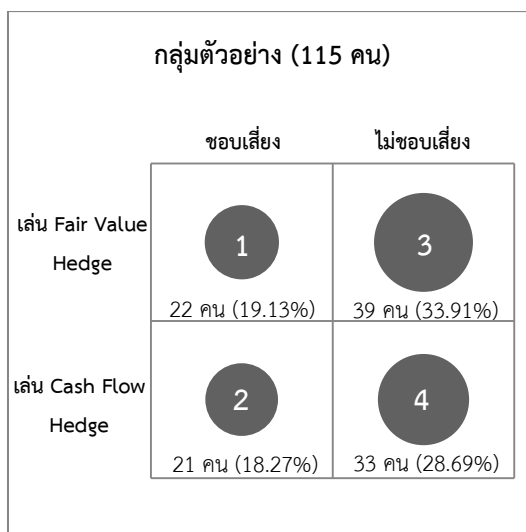 กลุ่มตัวอย่าง (115 คน)
ชอบเสี่ยง ไม่ชอบเสี่ยง
เล่น Fair Value
Hedge
1 3
22 คน (19.13%) 39 คน (33.91%)
เล่น Cash Flow
Hedge
2 4
21 คน (18.27%) 33 คน (28.69%)